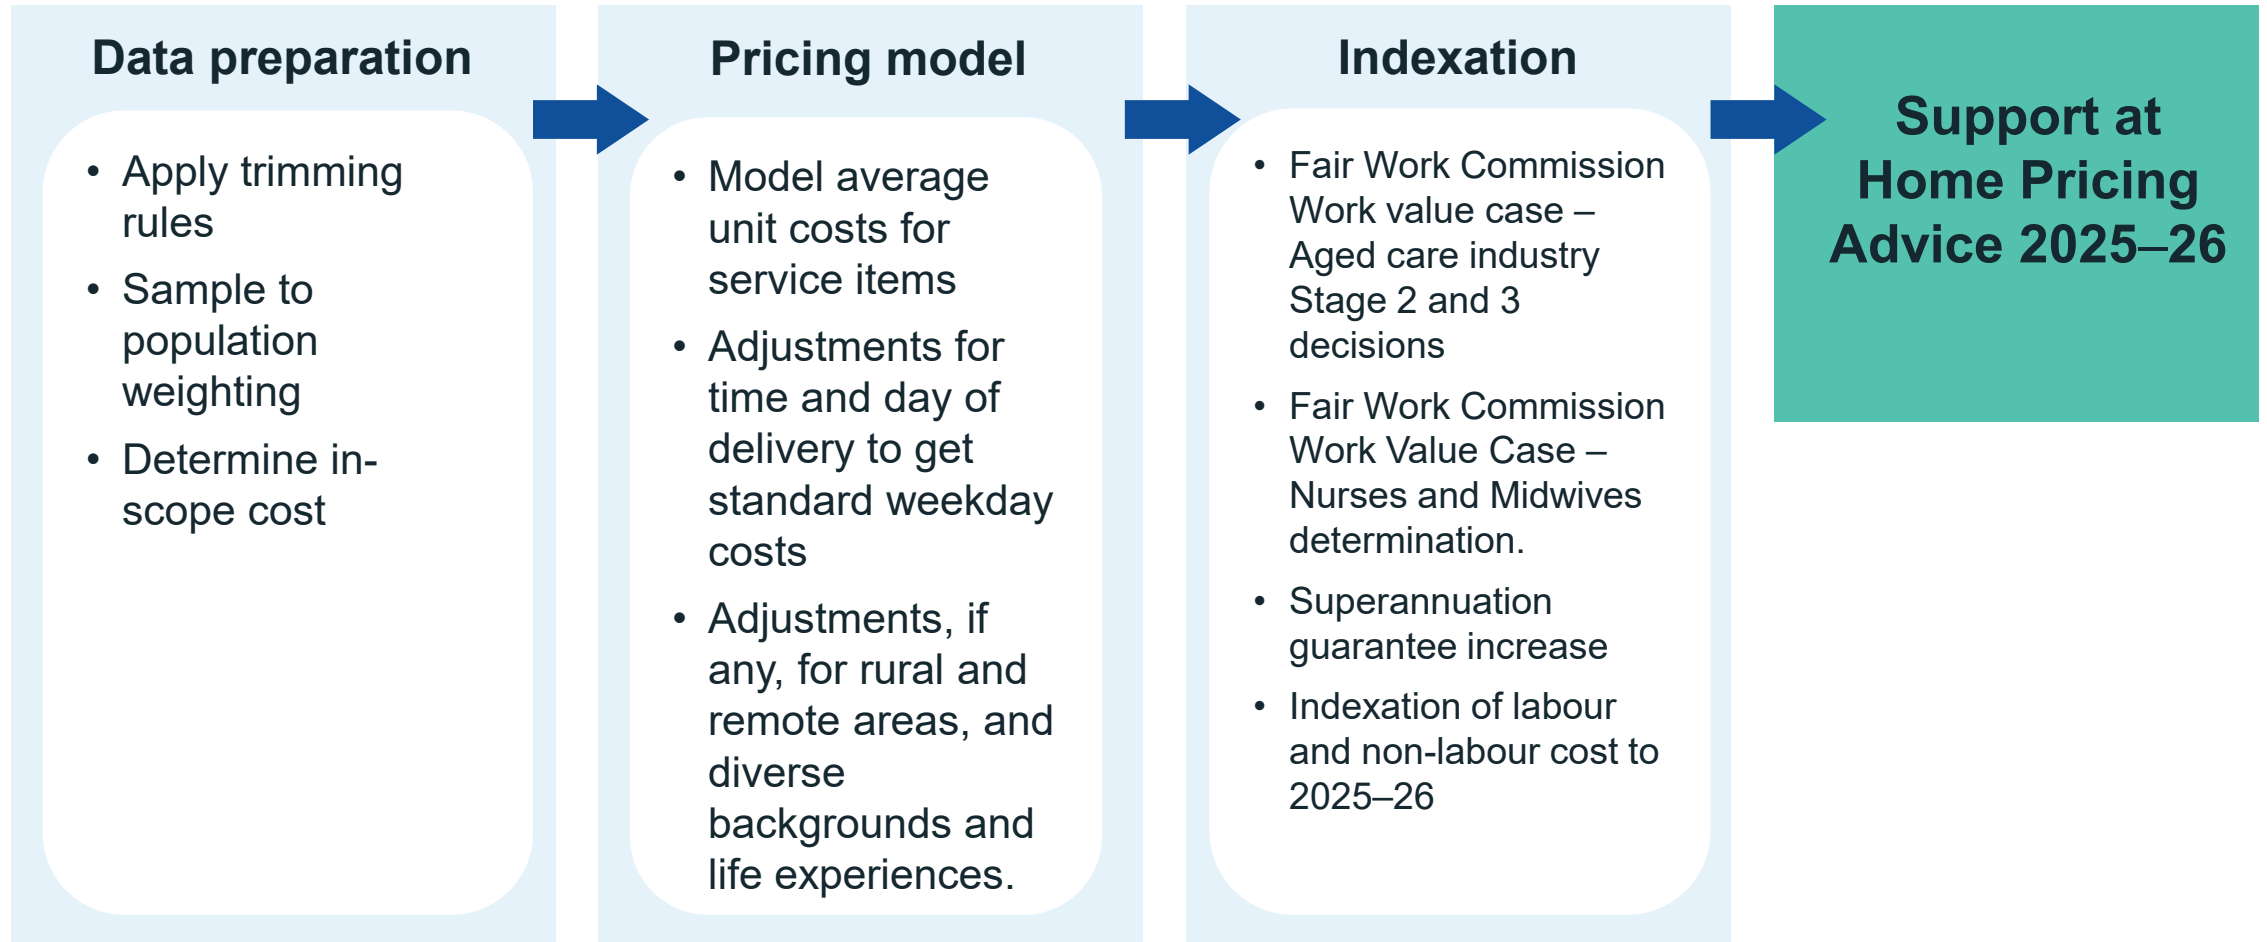 Data preparation
• Apply trimming
rules
• Sample to
population
weighting
• Determine in-
scope cost
Pricing model
• Model average
unit costs for
service items
• Adjustments for
time and day of
delivery to get
standard weekday
costs
• Adjustments, if
any, for rural and
remote areas, and
diverse
backgrounds and
life experiences.
Indexation
• Fair Work Commission
Work value case –
Aged care industry
Stage 2 and 3
decisions
• Fair Work Commission
Work Value Case –
Nurses and Midwives
determination.
• Superannuation
guarantee increase
• Indexation of labour
and non-labour cost to
2025–26
Support at
Home Pricing
Advice 2025–26